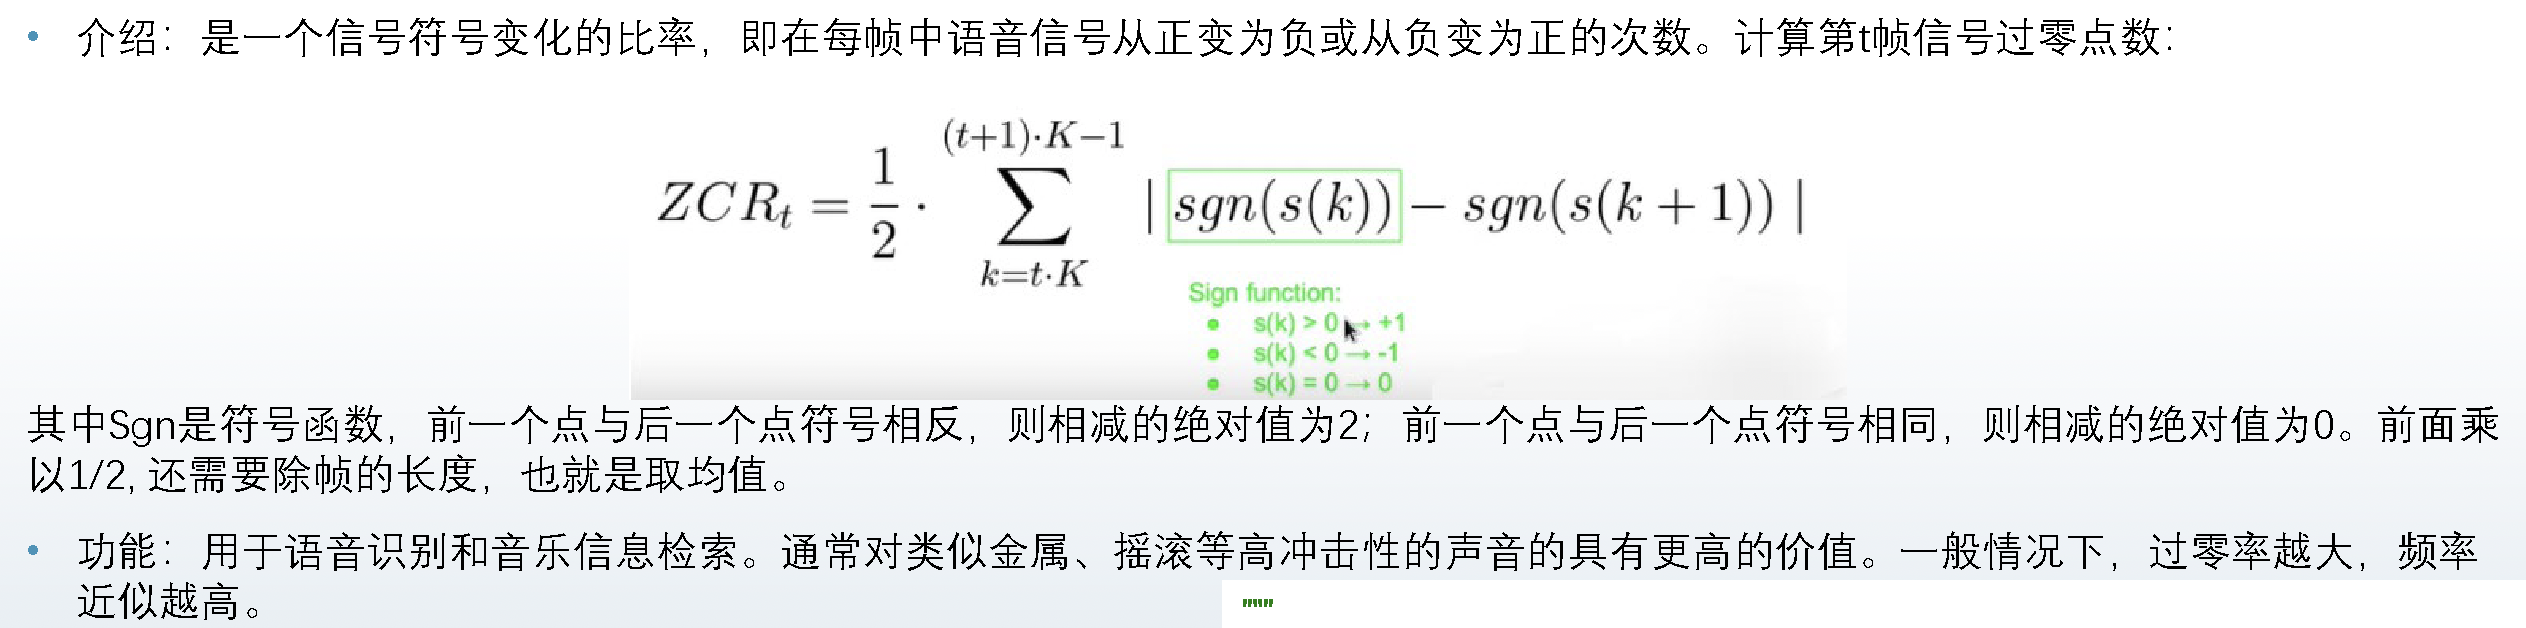 • 介绍：是一个信号符号变化的比率，即在每帧中语音信号从正变为负或从负变为正的次数。计算第t帧信号过零点数：
ZCR_t = \frac{1}{2} \cdot \sum_{k=t \cdot K}^{(t+1) \cdot K-1} | sgn(s(k)) - sgn(s(k+1)) |
Sign function:
• s(k) > 0 → +1
• s(k) < 0 → -1
• s(k) = 0 → 0
其中Sgn是符号函数，前一个点与后一个点符号相反，则相减的绝对值为2；前一个点与后一个点符号相同，则相减的绝对值为0。前面乘
以1/2, 还需要除帧的长度，也就是取均值。
• 功能：用于语音识别和音乐信息检索。通常对类似金属、摇滚等高冲击性的声音的具有更高的价值。一般情况下，过零率越大，频率
近似越高。
"""